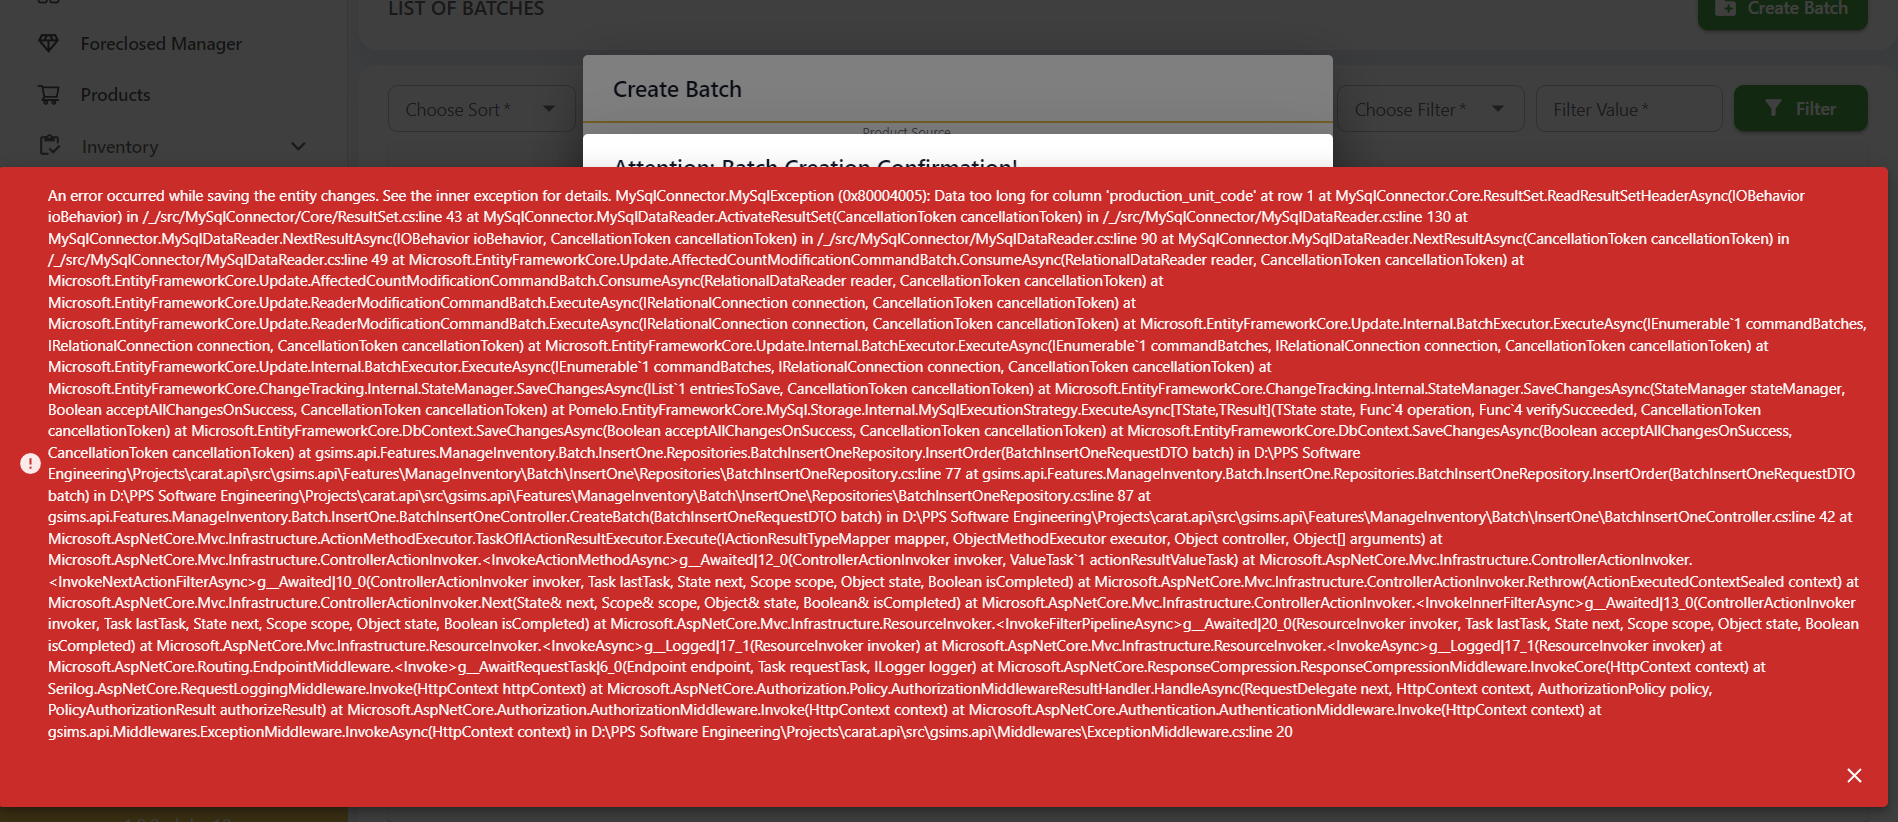 LIST OF BATCHES
Create Batch
Foreclosed Manager
Create Batch
Products
Choose Sort *
Choose Filter *
Filter Value *
Filter
Product Source
Inventory
Attention: Batch Creation Confirmation!
An error occurred while saving the entity changes. See the inner exception for details. MySqlConnector.MySqlException (0x80004005): Data too long for column 'production_unit_code' at row 1 at MySqlConnector.Core.ResultSet.ReadResultSetHeaderAsync(IOBehavior
ioBehavior) in /_/src/MySqlConnector/Core/ResultSet.cs:line 43 at MySqlConnector.MySqlDataReader.ActivateResultSet(CancellationToken cancellationToken) in /_/src/MySqlConnector/MySqlDataReader.cs:line 130 at
MySqlConnector.MySqlDataReader.NextResultAsync(IOBehavior ioBehavior, CancellationToken cancellationToken) in /_/src/MySqlConnector/MySqlDataReader.cs:line 90 at MySqlConnector.MySqlDataReader.NextResultAsync(CancellationToken cancellationToken) in
/_/src/MySqlConnector/MySqlDataReader.cs:line 49 at Microsoft.EntityFrameworkCore.Update.AffectedCountModificationCommandBatch.ConsumeAsync(RelationalDataReader reader, CancellationToken cancellationToken) at
Microsoft.EntityFrameworkCore.Update.AffectedCountModificationCommandBatch.ConsumeAsync(RelationalDataReader reader, CancellationToken cancellationToken) at
Microsoft.EntityFrameworkCore.Update.ReaderModificationCommandBatch.ExecuteAsync(IRelationalConnection connection, CancellationToken cancellationToken) at
Microsoft.EntityFrameworkCore.Update.ReaderModificationCommandBatch.ExecuteAsync(IRelationalConnection connection, CancellationToken cancellationToken) at Microsoft.EntityFrameworkCore.Update.Internal.BatchExecutor.ExecuteAsync(IEnumerable`1 commandBatches,
IRelationalConnection connection, CancellationToken cancellationToken) at Microsoft.EntityFrameworkCore.Update.Internal.BatchExecutor.ExecuteAsync(IEnumerable`1 commandBatches, IRelationalConnection connection, CancellationToken cancellationToken) at
Microsoft.EntityFrameworkCore.Update.Internal.BatchExecutor.ExecuteAsync(IEnumerable`1 commandBatches, IRelationalConnection connection, CancellationToken cancellationToken) at
Microsoft.EntityFrameworkCore.ChangeTracking.Internal.StateManager.SaveChangesAsync(IList`1 entriesToSave, CancellationToken cancellationToken) at Microsoft.EntityFrameworkCore.ChangeTracking.Internal.StateManager.SaveChangesAsync(StateManager stateManager,
Boolean acceptAllChangesOnSuccess, CancellationToken cancellationToken) at Pomelo.EntityFrameworkCore.MySql.Storage.Internal.MySqlExecutionStrategy.ExecuteAsync[TState,TResult](TState state, Func`4 operation, Func`4 verifySucceeded, CancellationToken
cancellationToken) at Microsoft.EntityFrameworkCore.DbContext.SaveChangesAsync(Boolean acceptAllChangesOnSuccess, CancellationToken cancellationToken) at Microsoft.EntityFrameworkCore.DbContext.SaveChangesAsync(Boolean acceptAllChangesOnSuccess,
CancellationToken cancellationToken) at gsims.api.Features.ManageInventory.Batch.InsertOne.Repositories.BatchInsertOneRepository.InsertOrder(BatchInsertOneRequestDTO batch) in D:\PPS Software
Engineering\Projects\carat.api\src\gsims.api\Features\ManageInventory\Batch\InsertOne\Repositories\BatchInsertOneRepository.cs:line 77 at gsims.api.Features.ManageInventory.Batch.InsertOne.Repositories.BatchInsertOneRepository.InsertOrder(BatchInsertOneRequestDTO
batch) in D:\PPS Software Engineering\Projects\carat.api\src\gsims.api\Features\ManageInventory\Batch\InsertOne\Repositories\BatchInsertOneRepository.cs:line 87 at
gsims.api.Features.ManageInventory.Batch.InsertOne.BatchInsertOneController.CreateBatch(BatchInsertOneRequestDTO batch) in D:\PPS Software Engineering\Projects\carat.api\src\gsims.api\Features\ManageInventory\Batch\InsertOne\BatchInsertOneController.cs:line 42 at
Microsoft.AspNetCore.Mvc.Infrastructure.ActionMethodExecutor.TaskOfIActionResultExecutor.Execute(IActionResultTypeMapper mapper, ObjectMethodExecutor executor, Object controller, Object[] arguments) at
Microsoft.AspNetCore.Mvc.Infrastructure.ControllerActionInvoker.<InvokeActionMethodAsync>g__Awaited|12_0(ControllerActionInvoker invoker, ValueTask`1 actionResultValueTask) at Microsoft.AspNetCore.Mvc.Infrastructure.ControllerActionInvoker.
<InvokeNextActionFilterAsync>g__Awaited|10_0(ControllerActionInvoker invoker, Task lastTask, State next, Scope scope, Object state, Boolean isCompleted) at Microsoft.AspNetCore.Mvc.Infrastructure.ControllerActionInvoker.Rethrow(ActionExecutedContextSealed context) at
Microsoft.AspNetCore.Mvc.Infrastructure.ControllerActionInvoker.Next(State& next, Scope& scope, Object& state, Boolean& isCompleted) at Microsoft.AspNetCore.Mvc.Infrastructure.ControllerActionInvoker.<InvokeInnerFilterAsync>g__Awaited|13_0(ControllerActionInvoker
invoker, Task lastTask, State next, Scope scope, Object state, Boolean isCompleted) at Microsoft.AspNetCore.Mvc.Infrastructure.ResourceInvoker.<InvokeFilterPipelineAsync>g__Awaited|20_0(ResourceInvoker invoker, Task lastTask, State next, Scope scope, Object state, Boolean
isCompleted) at Microsoft.AspNetCore.Mvc.Infrastructure.ResourceInvoker.<InvokeAsync>g__Logged|17_1(ResourceInvoker invoker) at Microsoft.AspNetCore.Mvc.Infrastructure.ResourceInvoker.<InvokeAsync>g__Logged|17_1(ResourceInvoker invoker) at
Microsoft.AspNetCore.Routing.EndpointMiddleware.<Invoke>g__AwaitRequestTask|6_0(Endpoint endpoint, Task requestTask, ILogger logger) at Microsoft.AspNetCore.ResponseCompression.ResponseCompressionMiddleware.InvokeCore(HttpContext context) at
Serilog.AspNetCore.RequestLoggingMiddleware.Invoke(HttpContext httpContext) at Microsoft.AspNetCore.Authorization.Policy.AuthorizationMiddlewareResultHandler.HandleAsync(RequestDelegate next, HttpContext context, AuthorizationPolicy policy,
PolicyAuthorizationResult authorizeResult) at Microsoft.AspNetCore.Authorization.AuthorizationMiddleware.Invoke(HttpContext context) at Microsoft.AspNetCore.Authentication.AuthenticationMiddleware.Invoke(HttpContext context) at
gsims.api.Middlewares.ExceptionMiddleware.InvokeAsync(HttpContext context) in D:\PPS Software Engineering\Projects\carat.api\src\gsims.api\Middlewares\ExceptionMiddleware.cs:line 20